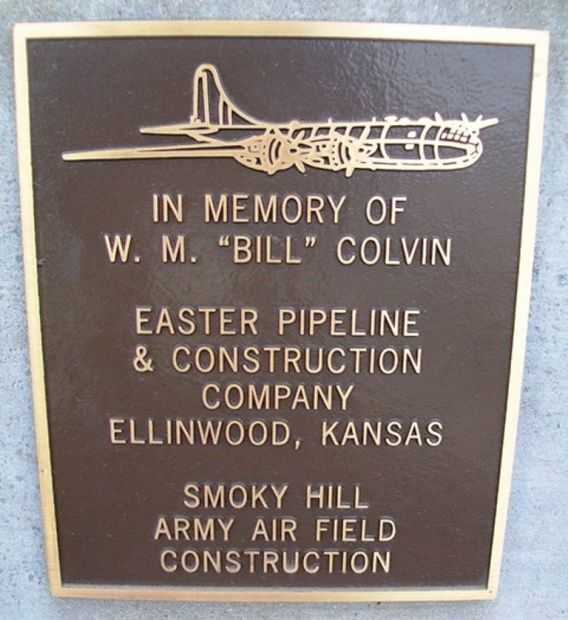 IN MEMORY OF
W. M. "BILL" COLVIN
EASTER PIPELINE
& CONSTRUCTION
COMPANY
ELLINWOOD, KANSAS
SMOKY HILL
ARMY AIR FIELD
CONSTRUCTION